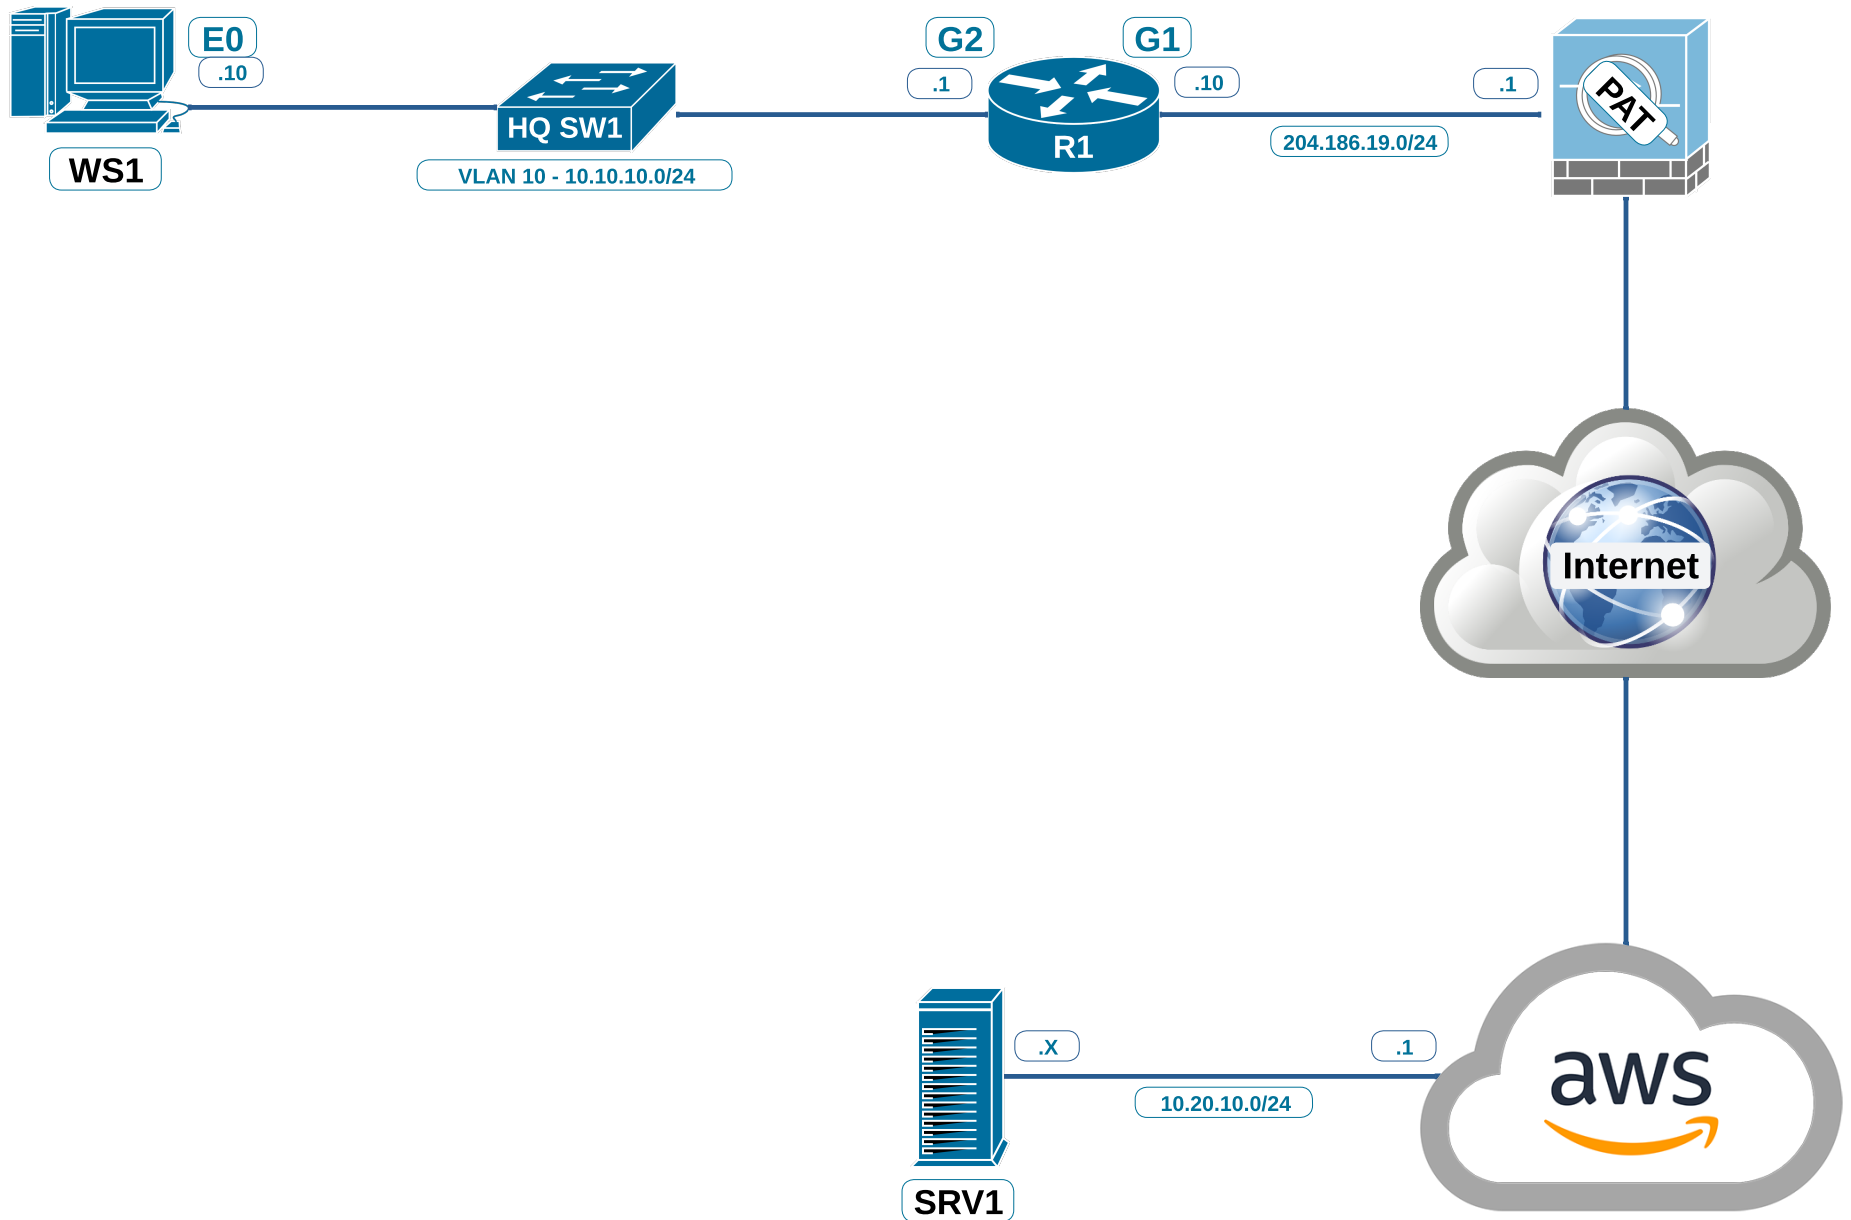 E0
.10
WS1
HQ SW1
VLAN 10 - 10.10.10.0/24
G2
.1
R1
G1
.10
204.186.19.0/24
.1
PAT
Internet
SRV1
.X
10.20.10.0/24
.1
aws